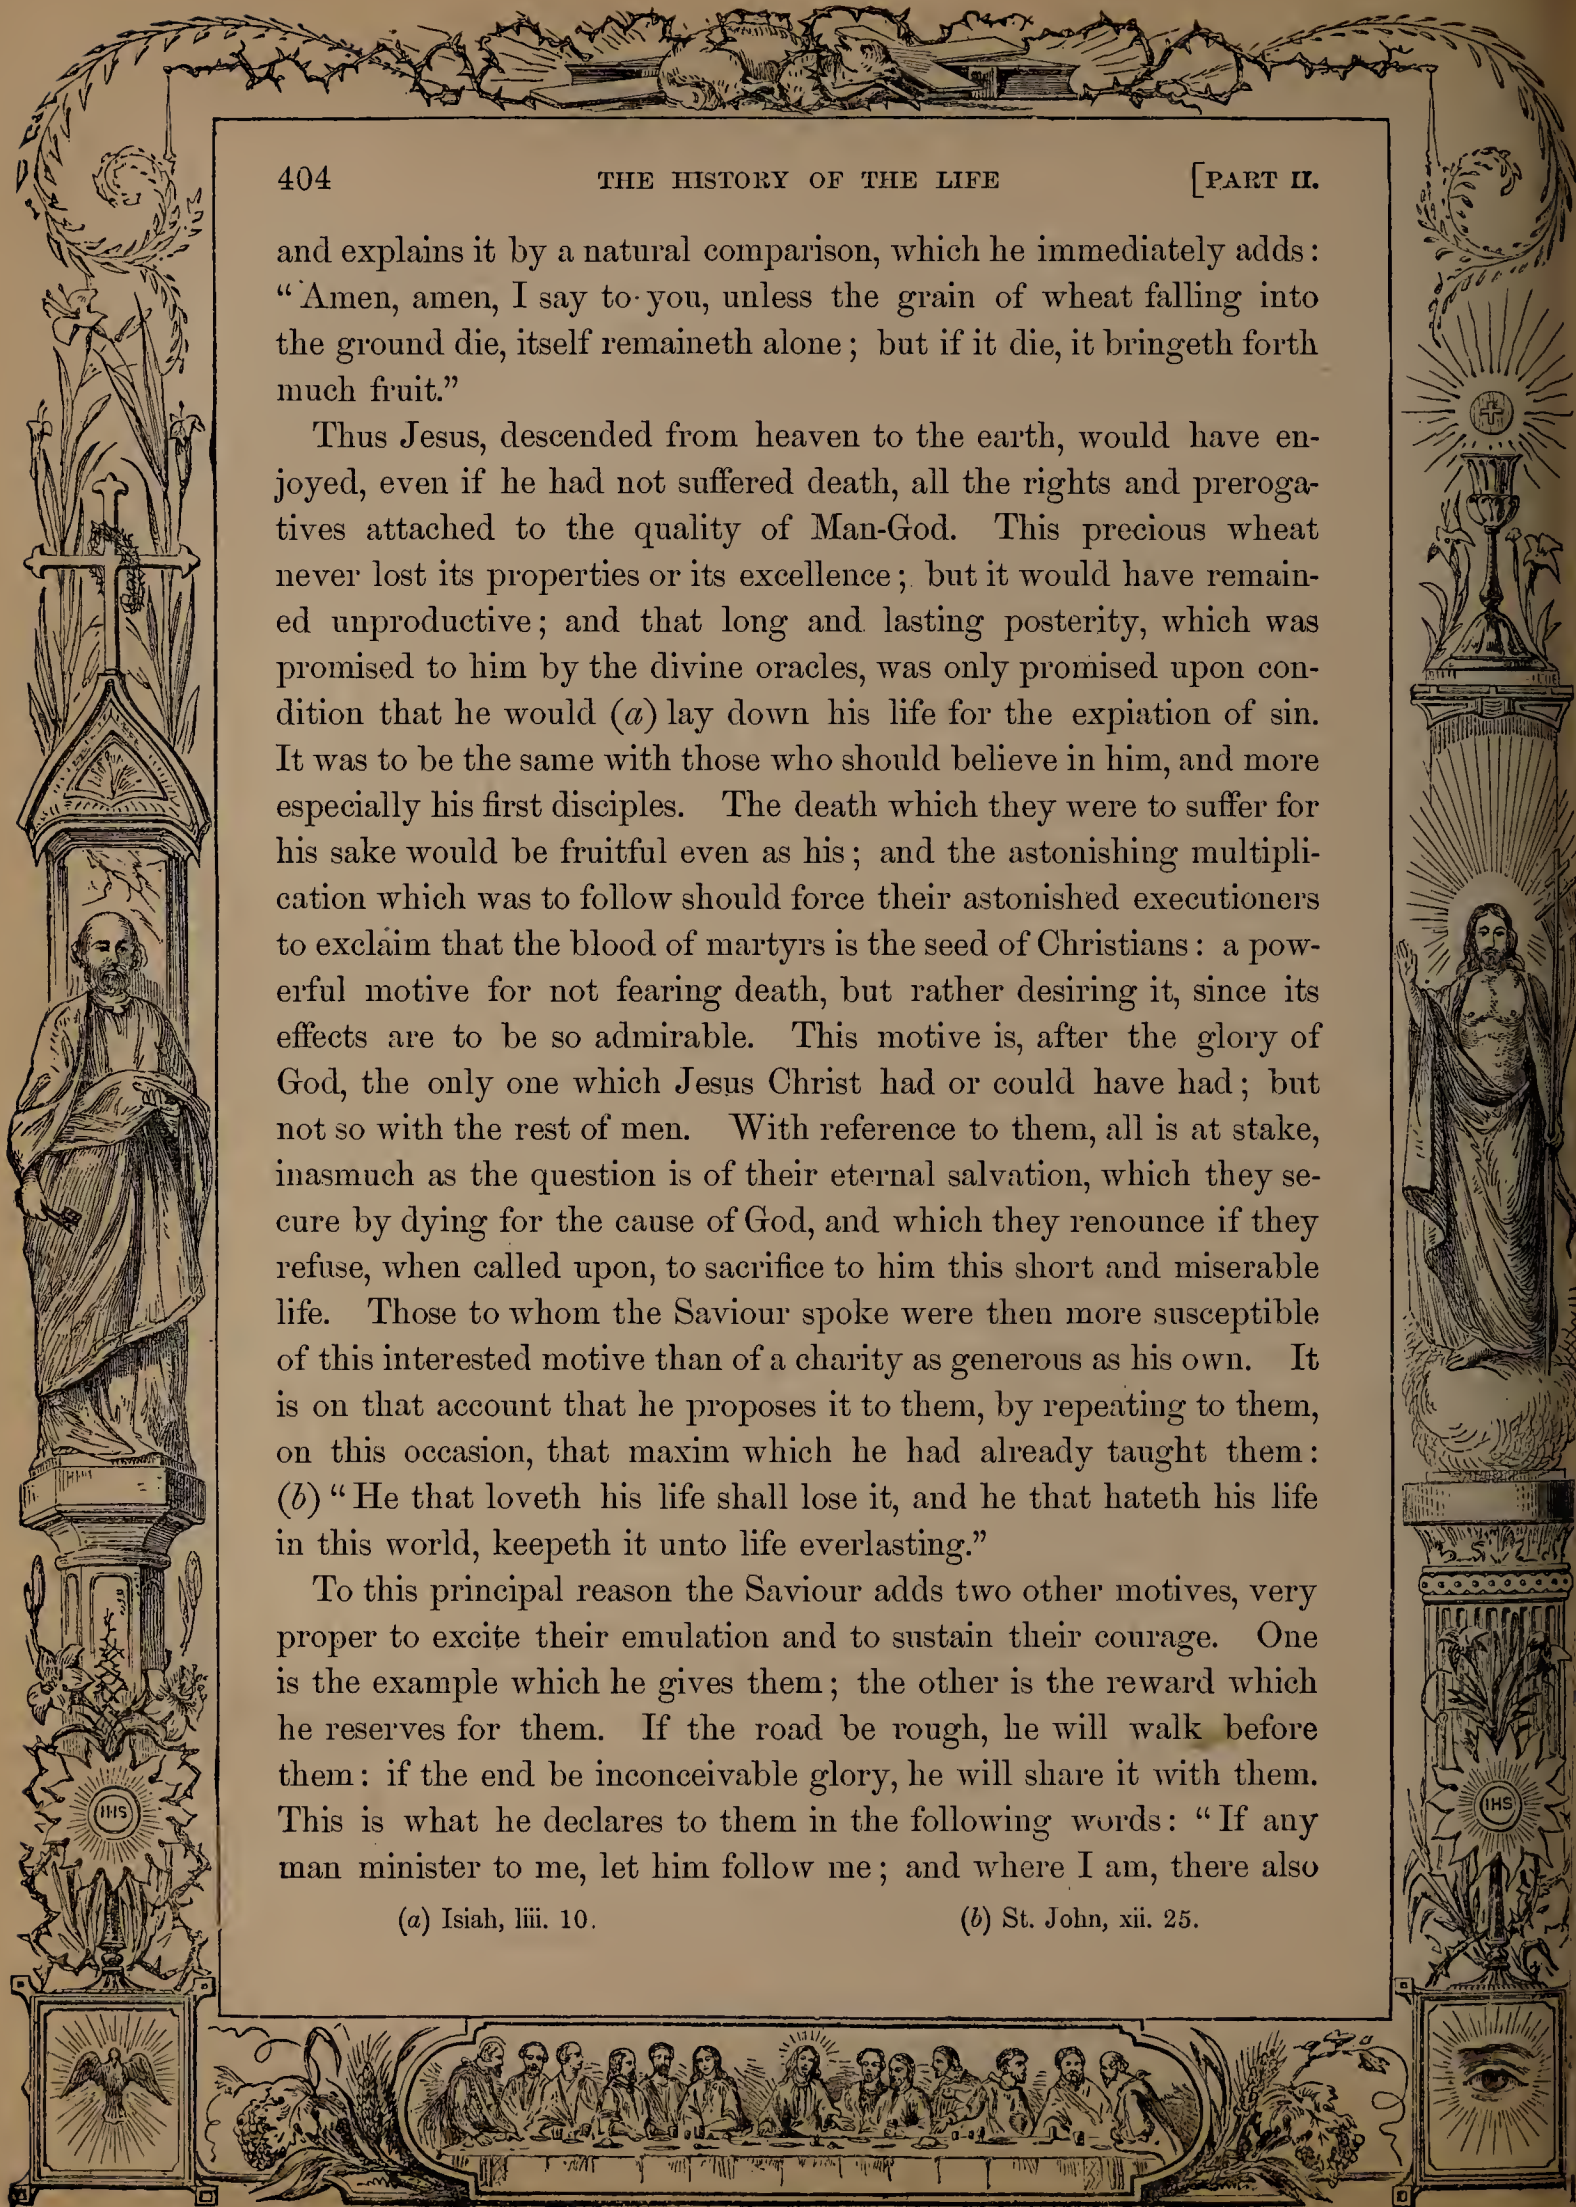 404 THE HISTORY OF THE LIFE [PART II.
and explains it by a natural comparison, which he immediately adds:
“Amen, amen, I say to you, unless the grain of wheat falling into
the ground die, itself remaineth alone; but if it die, it bringeth forth
much fruit.”
Thus Jesus, descended from heaven to the earth, would have en-
joyed, even if he had not suffered death, all the rights and preroga-
tives attached to the quality of Man-God. This precious wheat
never lost its properties or its excellence; but it would have remain-
ed unproductive; and that long and lasting posterity, which was
promised to him by the divine oracles, was only promised upon con-
dition that he would (a) lay down his life for the expiation of sin.
It was to be the same with those who should believe in him, and more
especially his first disciples. The death which they were to suffer for
his sake would be fruitful even as his; and the astonishing multipli-
cation which was to follow should force their astonished executioners
to exclaim that the blood of martyrs is the seed of Christians: a pow-
erful motive for not fearing death, but rather desiring it, since its
effects are to be so admirable. This motive is, after the glory of
God, the only one which Jesus Christ had or could have had; but
not so with the rest of men. With reference to them, all is at stake,
inasmuch as the question is of their eternal salvation, which they se-
cure by dying for the cause of God, and which they renounce if they
refuse, when called upon, to sacrifice to him this short and miserable
life. Those to whom the Saviour spoke were then more susceptible
of this interested motive than of a charity as generous as his own. It
is on that account that he proposes it to them, by repeating to them,
on this occasion, that maxim which he had already taught them:
(b) “He that loveth his life shall lose it, and he that hateth his life
in this world, keepeth it unto life everlasting.”
To this principal reason the Saviour adds two other motives, very
proper to excite their emulation and to sustain their courage. One
is the example which he gives them; the other is the reward which
he reserves for them. If the road be rough, he will walk before
them: if the end be inconceivable glory, he will share it with them.
This is what he declares to them in the following words: “If any
man minister to me, let him follow me; and where I am, there also
(a) Isiah, liii. 10. (b) St. John, xii. 25.
IHS
IHS